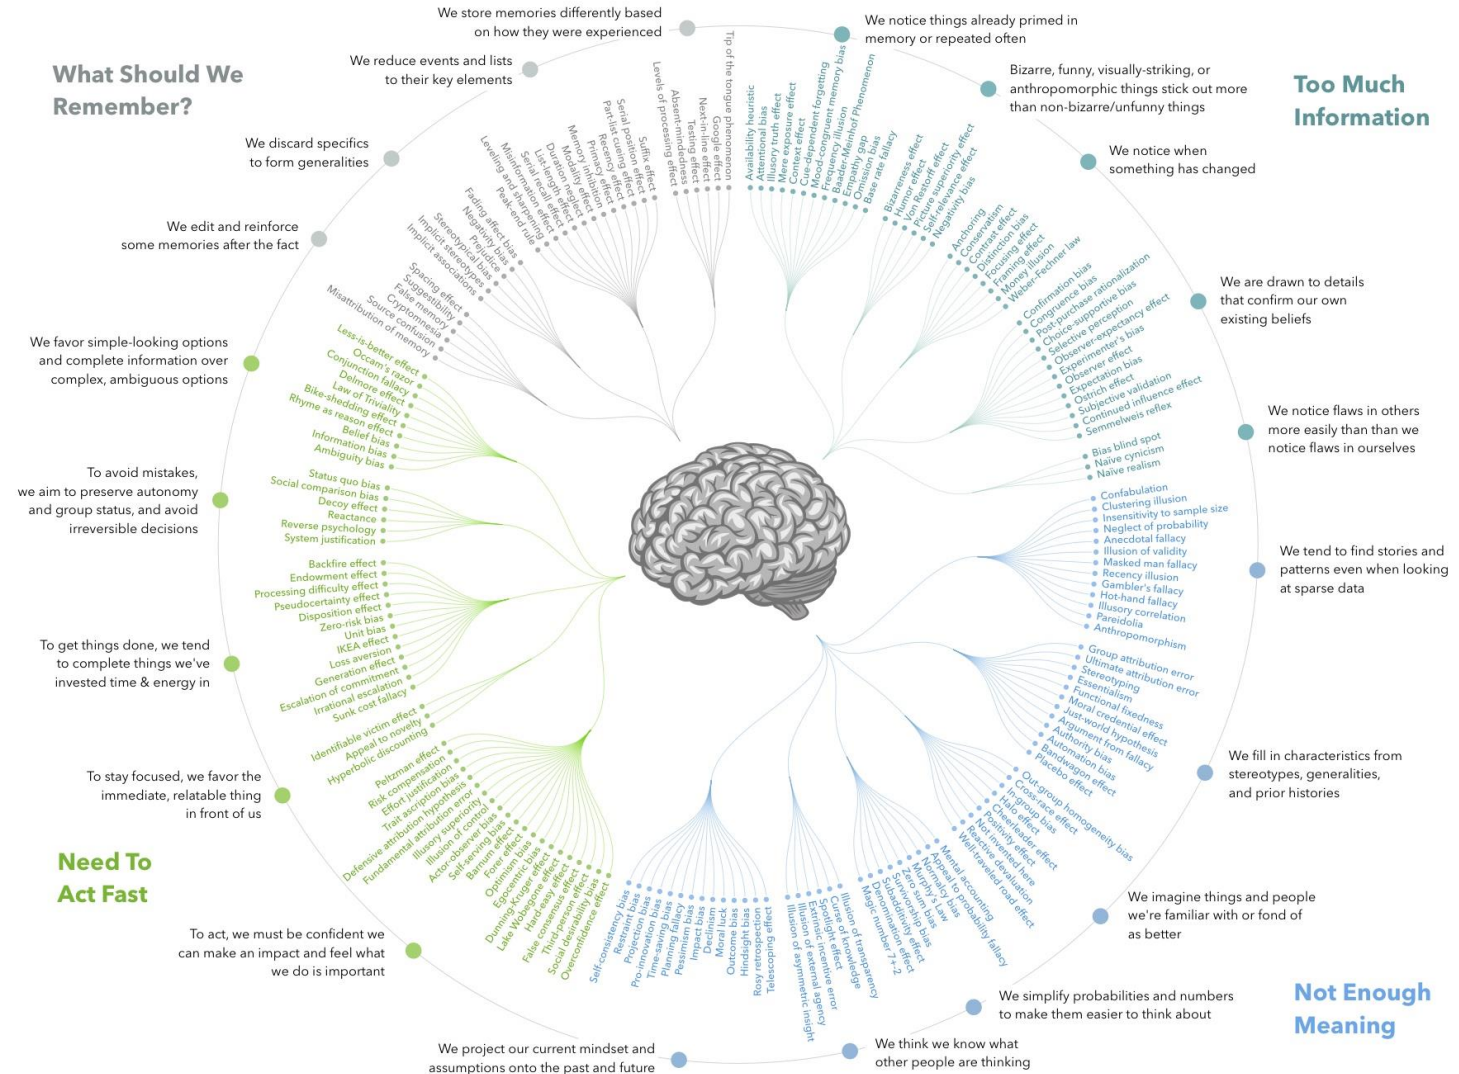 What Should We
Remember?
We store memories differently based
on how they were experienced
We reduce events and lists
to their key elements
We discard specifics
to form generalities
We edit and reinforce
some memories after the fact
Tip of the tongue phenomenon
Google effect
Next-in-line effect
Testing effect
Absent-mindedness
Levels of processing effect
Suffix effect
Serial position effect
Part-list cueing effect
Recency effect
Primacy effect
Memory inhibition
Modality effect
Duration neglect
List-length effect
Serial recall effect
Misinformation effect
Leveling and sharpening
Peak-end rule
Fading affect bias
Negativity bias
Prejudice
Stereotypical bias
Implicit stereotypes
Implicit associations
Spacing effect
Suggestibility
False memory
Cryptomnesia
Source confusion
Misattribution of memory
Too Much
Information
We notice things already primed in
memory or repeated often
Bizarre, funny, visually-striking, or
anthropomorphic things stick out more
than non-bizarre/unfunny things
We notice when
something has changed
We are drawn to details
that confirm our own
existing beliefs
We notice flaws in others
more easily than than we
notice flaws in ourselves
Availability heuristic
Attentional bias
Illusory truth effect
Mere exposure effect
Context effect
Cue-dependent forgetting
Mood-congruent memory bias
Frequency illusion
Baader-Meinhof Phenomenon
Empathy gap
Omission bias
Base rate fallacy
Bizarreness effect
Humor effect
Von Restorff effect
Picture superiority effect
Self-relevance effect
Negativity bias
Anchoring
Conservatism
Contrast effect
Distinction bias
Focusing effect
Framing effect
Money illusion
Weber-Fechner law
Confirmation bias
Congruence bias
Post-purchase rationalization
Choice-supportive bias
Selective perception
Observer-expectancy effect
Experimenter's bias
Observer effect
Expectation bias
Ostrich effect
Subjective validation
Continued influence effect
Semmelweis reflex
Bias blind spot
Naïve cynicism
Naïve realism
Not Enough
Meaning
We tend to find stories and
patterns even when looking
at sparse data
We fill in characteristics from
stereotypes, generalities,
and prior histories
We imagine things and people
we're familiar with or fond of
as better
We simplify probabilities and numbers
to make them easier to think about
We think we know what
other people are thinking
We project our current mindset and
assumptions onto the past and future
Confabulation
Clustering illusion
Insensitivity to sample size
Neglect of probability
Anecdotal fallacy
Illusion of validity
Masked man fallacy
Recency illusion
Gambler's fallacy
Hot-hand fallacy
Illusory correlation
Pareidolia
Anthropomorphism
Group attribution error
Ultimate attribution error
Stereotyping
Essentialism
Functional fixedness
Moral credential effect
Just-world hypothesis
Argument from fallacy
Authority bias
Automation bias
Bandwagon effect
Placebo effect
Out-group homogeneity bias
Cross-race effect
In-group bias
Halo effect
Cheerleader effect
Positivity effect
Not invented here
Reactive devaluation
Well-traveled road effect
Mental accounting
Appeal to probability fallacy
Normalcy bias
Murphy's Law
Zero sum bias
Survivorship bias
Subadditivity effect
Denomination effect
Magic number 7+-2
Illusion of transparency
Curse of knowledge
Spotlight effect
Extrinsic incentive error
Illusion of external agency
Illusion of asymmetric insight
Telescoping effect
Rosy retrospection
Hindsight bias
Outcome bias
Moral luck
Declinism
Impact bias
Pessimism bias
Planning fallacy
Time-saving bias
Pro-innovation bias
Projection bias
Restraint bias
Self-consistency bias
Need To
Act Fast
We favor simple-looking options
and complete information over
complex, ambiguous options
To avoid mistakes,
we aim to preserve autonomy
and group status, and avoid
irreversible decisions
To get things done, we tend
to complete things we've
invested time & energy in
To stay focused, we favor the
immediate, relatable thing
in front of us
To act, we must be confident we
can make an impact and feel what
we do is important
Less-is-better effect
Occam's razor
Conjunction fallacy
Delmore effect
Law of Triviality
Bike-shedding effect
Rhyme as reason effect
Belief bias
Information bias
Ambiguity bias
Status quo bias
Social comparison bias
Decoy effect
Reactance
Reverse psychology
System justification
Backfire effect
Endowment effect
Processing difficulty effect
Pseudocertainty effect
Disposition effect
Zero-risk bias
Unit bias
IKEA effect
Loss aversion
Generation effect
Escalation of commitment
Irrational escalation
Sunk cost fallacy
Identifiable victim effect
Appeal to novelty
Hyperbolic discounting
Peltzman effect
Risk compensation
Effort justification
Trait ascription bias
Defensive attribution hypothesis
Fundamental attribution error
Illusory superiority
Illusion of control
Actor-observer bias
Self-serving bias
Barnum effect
Forer effect
Optimism bias
Egocentric bias
Dunning-Kruger effect
Lake Wobegone effect
Hard-easy effect
False consensus effect
Third-person effect
Social desirability bias
Overconfidence effect